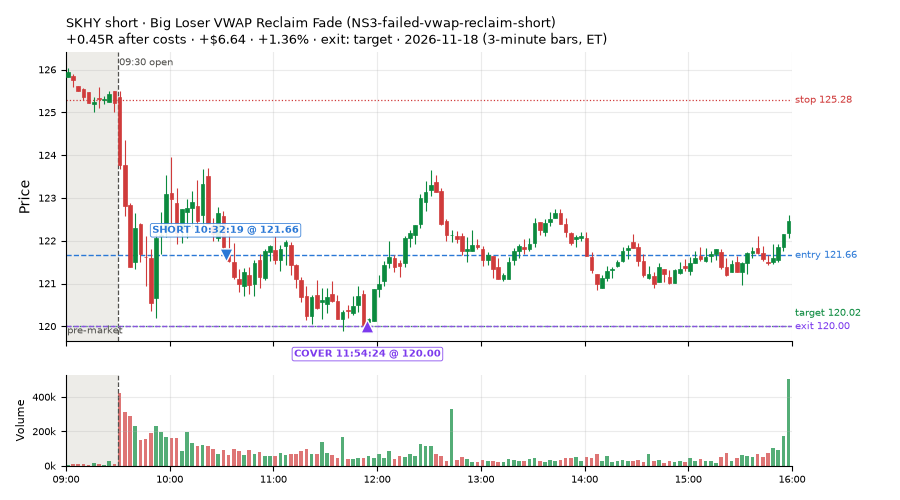 SKHY short · Big Loser VWAP Reclaim Fade (NS3-failed-vwap-reclaim-short)
+0.45R after costs · +$6.64 · +1.36% · exit: target · 2026-11-18 (3-minute bars, ET)
09:30 open
126
125
124
123
122
121
120
Price
stop 125.28
SHORT 10:32:19 @ 121.66
entry 121.66
target 120.02
exit 120.00
pre-market
COVER 11:54:24 @ 120.00
400k
200k
0k
Volume
09:00
10:00
11:00
12:00
13:00
14:00
15:00
16:00